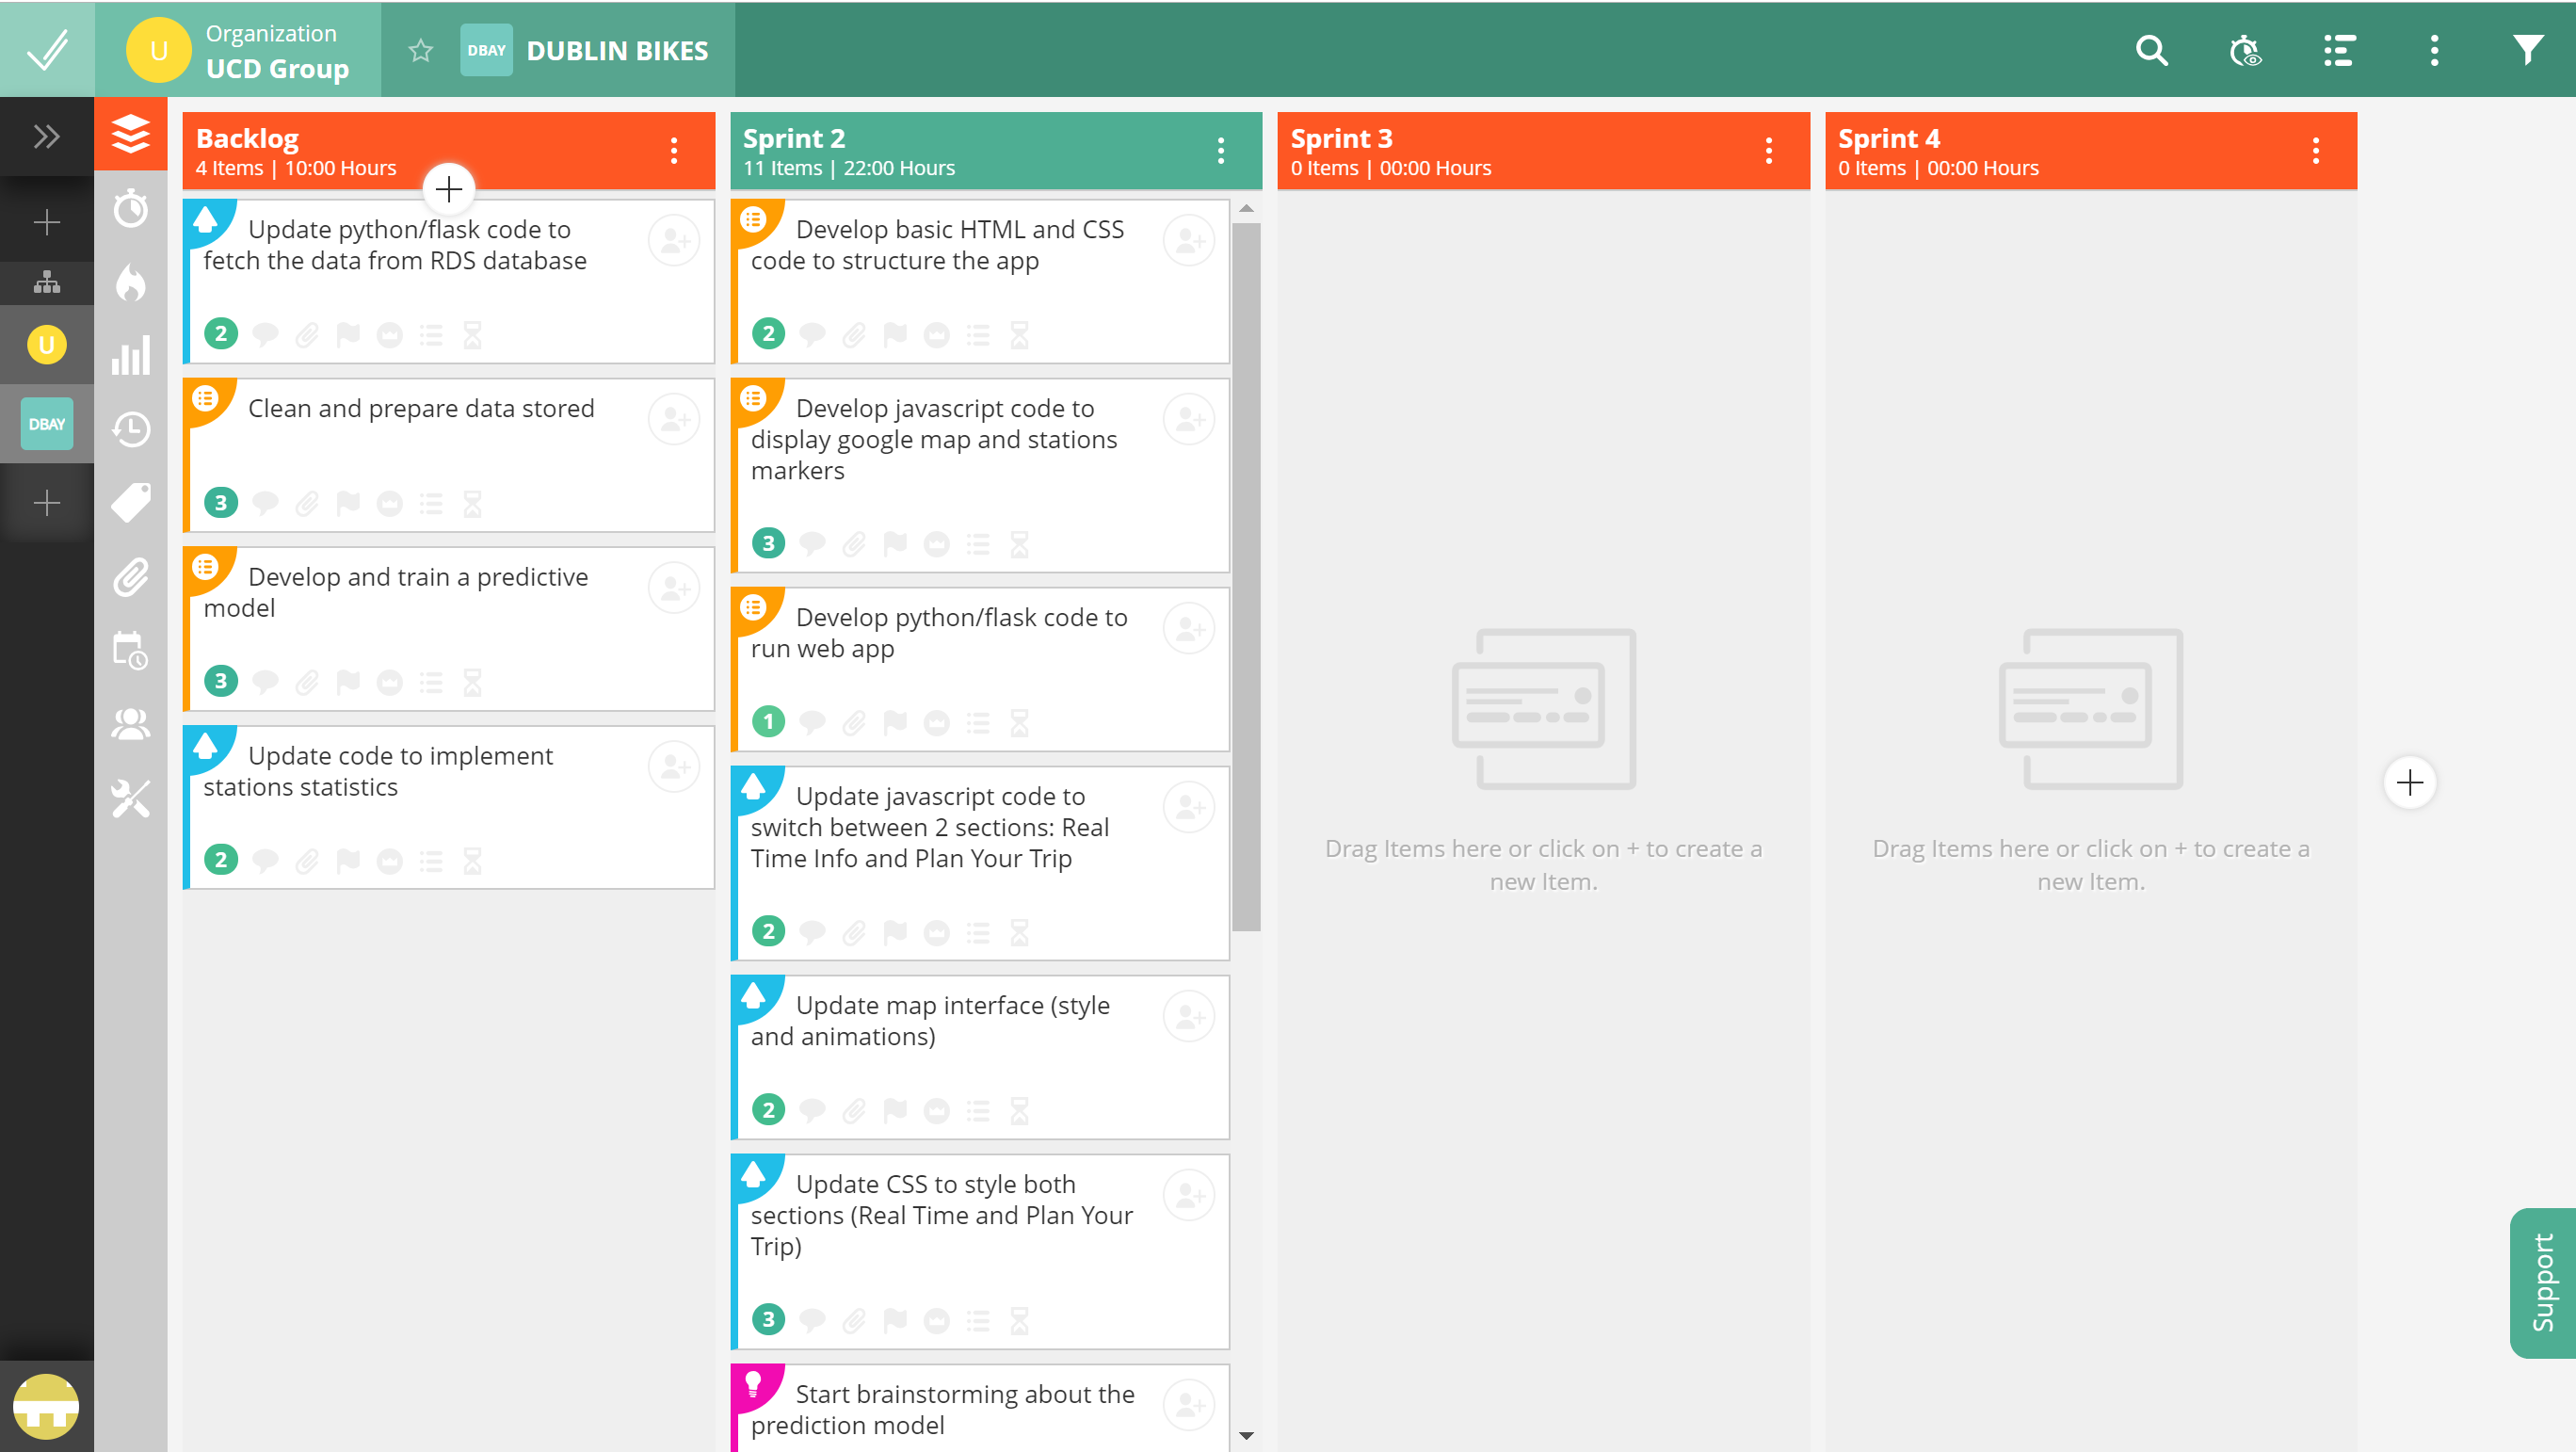 U
Organization
UCD Group
DBAY
DUBLIN BIKES
U
DBAY
Backlog
4 Items | 10:00 Hours
Update python/flask code to
fetch the data from RDS database
2
Clean and prepare data stored
3
Develop and train a predictive
model
3
Update code to implement
stations statistics
2
Sprint 2
11 Items | 22:00 Hours
Develop basic HTML and CSS
code to structure the app
2
Develop javascript code to
display google map and stations
markers
3
Develop python/flask code to
run web app
1
Update javascript code to
switch between 2 sections: Real
Time Info and Plan Your Trip
2
Update map interface (style
and animations)
2
Update CSS to style both
sections (Real Time and Plan Your
Trip)
3
Start brainstorming about the
prediction model
Sprint 3
0 Items | 00:00 Hours
Drag Items here or click on + to create a
new Item.
Sprint 4
0 Items | 00:00 Hours
Drag Items here or click on + to create a
new Item.
Support